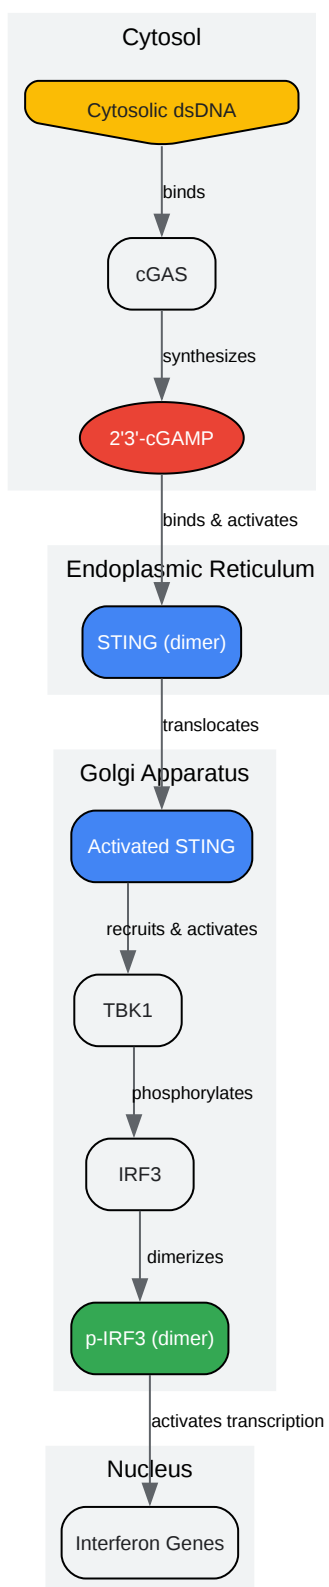 Cytosol
Cytosolic dsDNA
binds
cGAS
synthesizes
2'3'-cGAMP
binds & activates
Endoplasmic Reticulum
STING (dimer)
translocates
Golgi Apparatus
Activated STING
recruits & activates
TBK1
phosphorylates
IRF3
dimerizes
p-IRF3 (dimer)
activates transcription
Nucleus
Interferon Genes